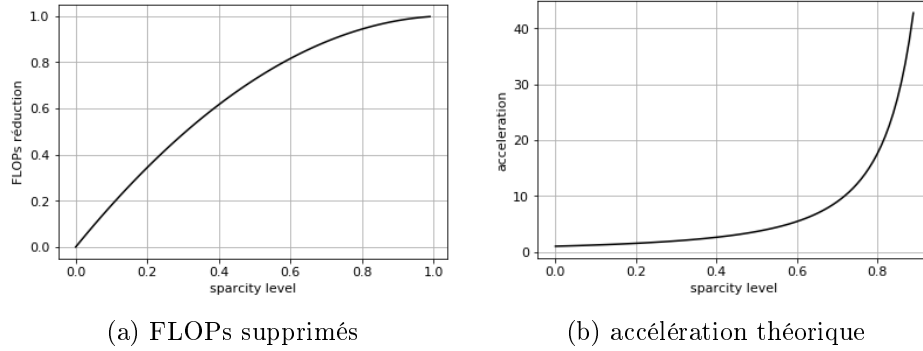 1.0
0.8
0.6
0.4
0.2
0.0
FLOPs réduction
0.0 0.2 0.4 0.6 0.8 1.0
sparcity level
(a) FLOPs supprimés
40
30
20
10
0
acceleration
0.0 0.2 0.4 0.6 0.8
sparcity level
(b) accélération théorique